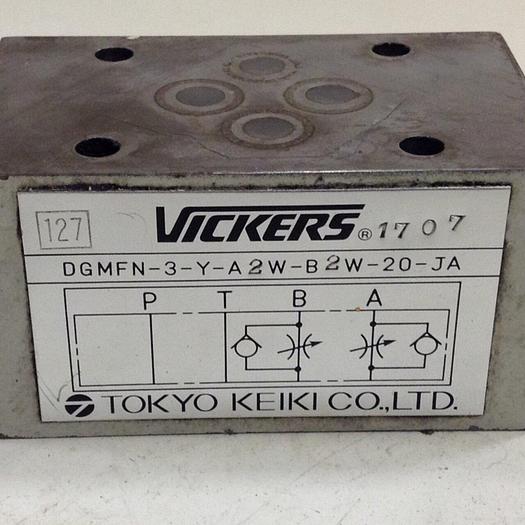 127 VICKERS® 1707
DGMFN-3-Y-A2W-B2W-20-JA
P T B A
TOKYO KEIKI CO.,LTD.